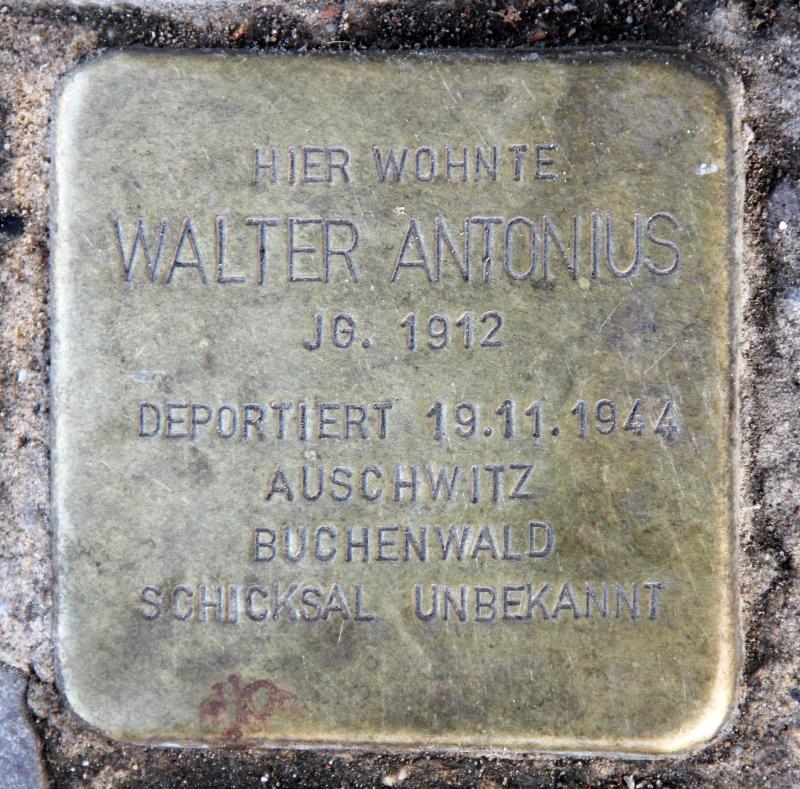 HIER WOHNTE
WALTER ANTONIUS
JG. 1912
DEPORTIERT 19.11.1944
AUSCHWITZ
BUCHENWALD
SCHICKSAL UNBEKANNT